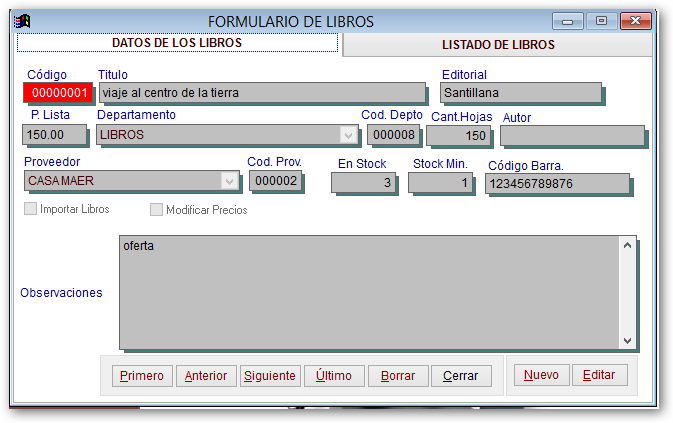 FORMULARIO DE LIBROS
DATOS DE LOS LIBROS LISTADO DE LIBROS
Código Titulo Editorial
00000001 viaje al centro de la tierra Santillana
P. Lista Departamento Cod. Depto Cant.Hojas Autor
150.00 LIBROS 000008 150
Proveedor Cod. Prov. En Stock Stock Min. Código Barra.
CASA MAER 000002 3 1 123456789876
Importar Libros Modificar Precios
oferta
Observaciones
Primero Anterior Siguiente Último Borrar Cerrar Nuevo Editar